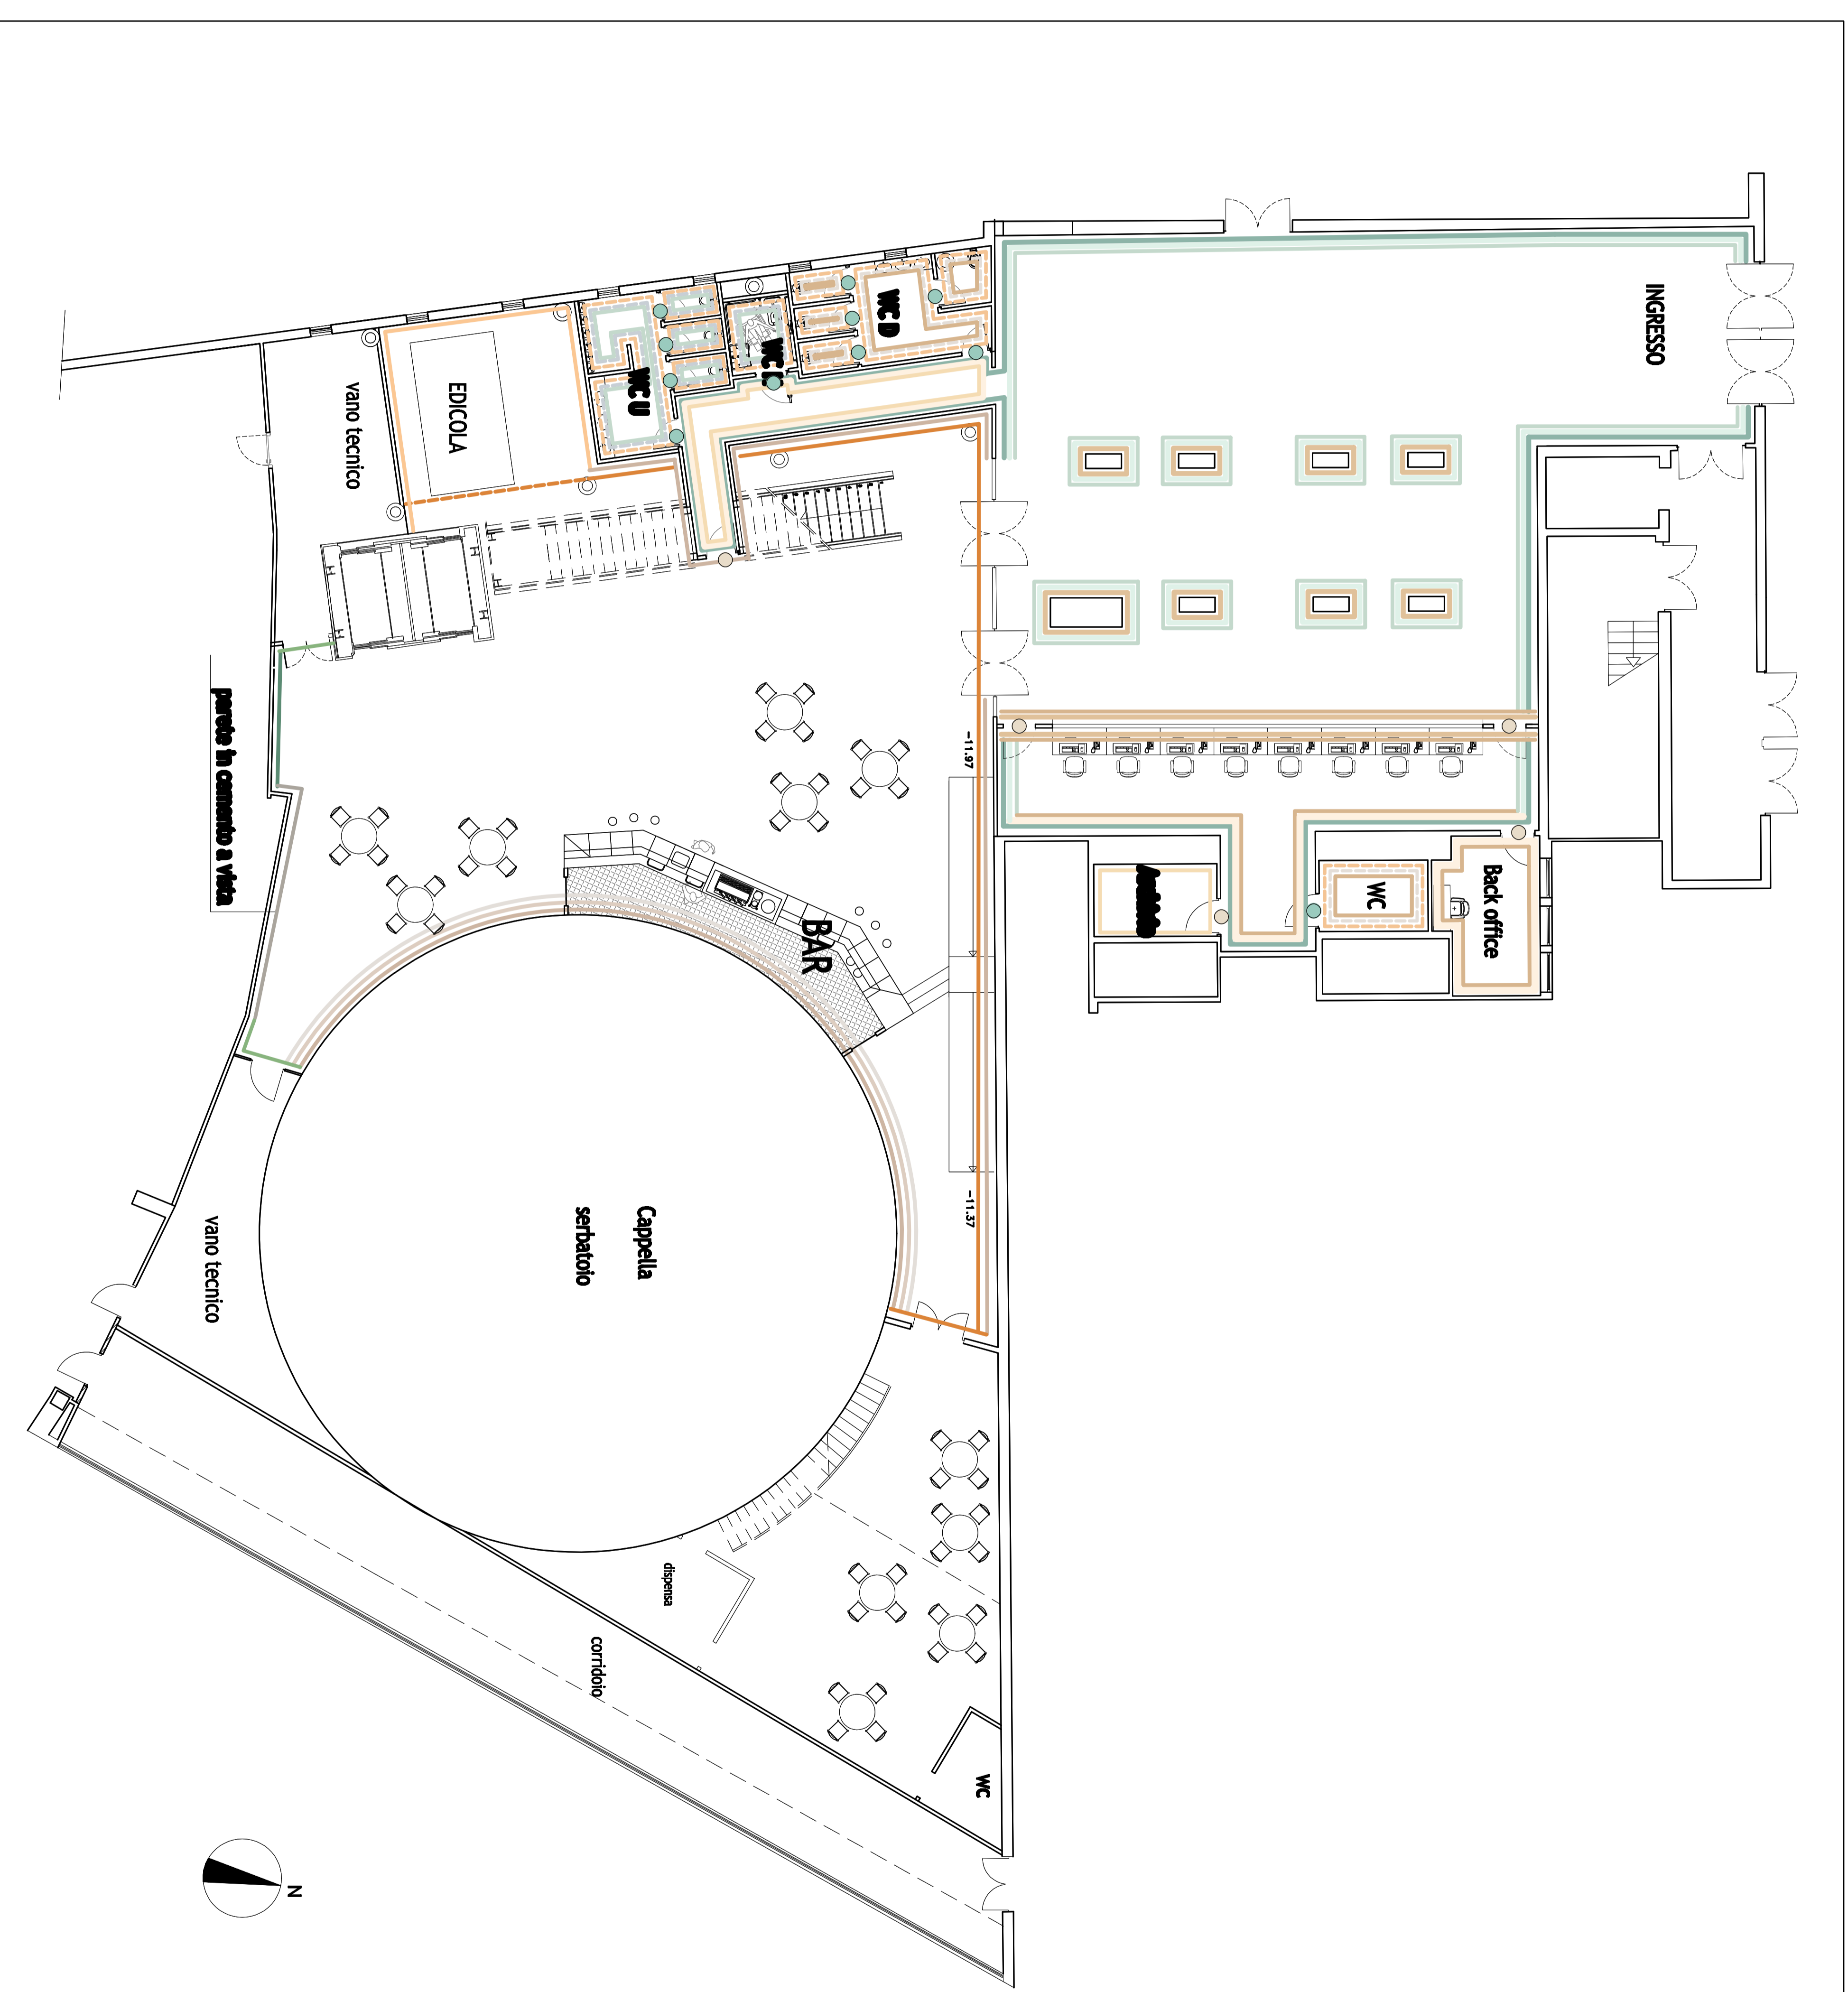 INGRESSO
WC D
WC U
EDICOLA
vano tecnico
parete in cemento a vista
-11.97
BAR
WC
Back office
Cappella
serbatoio
-11.37
vano tecnico
dispensa
corridoio
WC
N